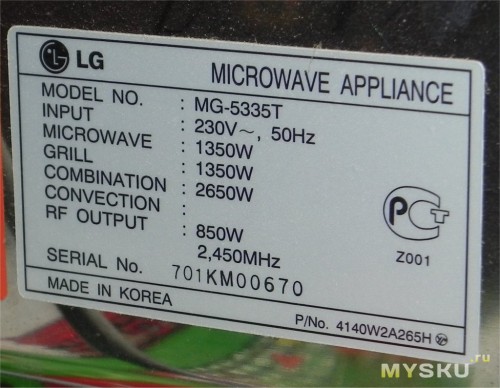 LG MICROWAVE APPLIANCE
MODEL NO. : MG-5335T
INPUT : 230V~, 50Hz
MICROWAVE : 1350W
GRILL : 1350W
COMBINATION : 2650W
CONVECTION :
RF OUTPUT : 850W
2,450MHz
SERIAL No. 701KM00670
MADE IN KOREA
PCT
Z001
P/No. 4140W2A265H
MYSKU.ru